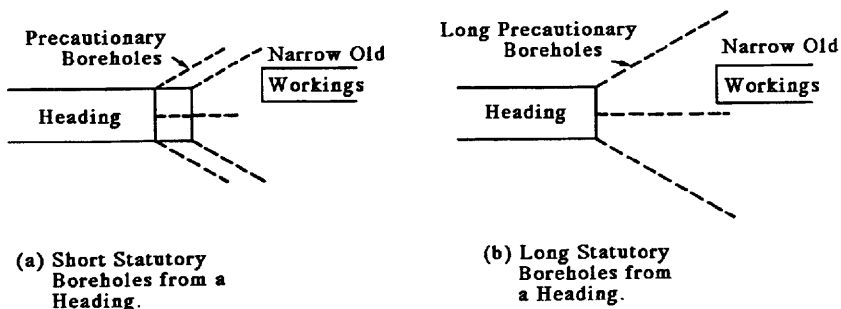 Precautionary
Boreholes
Narrow Old
Workings
Heading
(a) Short Statutory
Boreholes from a
Heading.
Long Precautionary
Boreholes
Narrow Old
Workings
Heading
(b) Long Statutory
Boreholes from
a Heading.